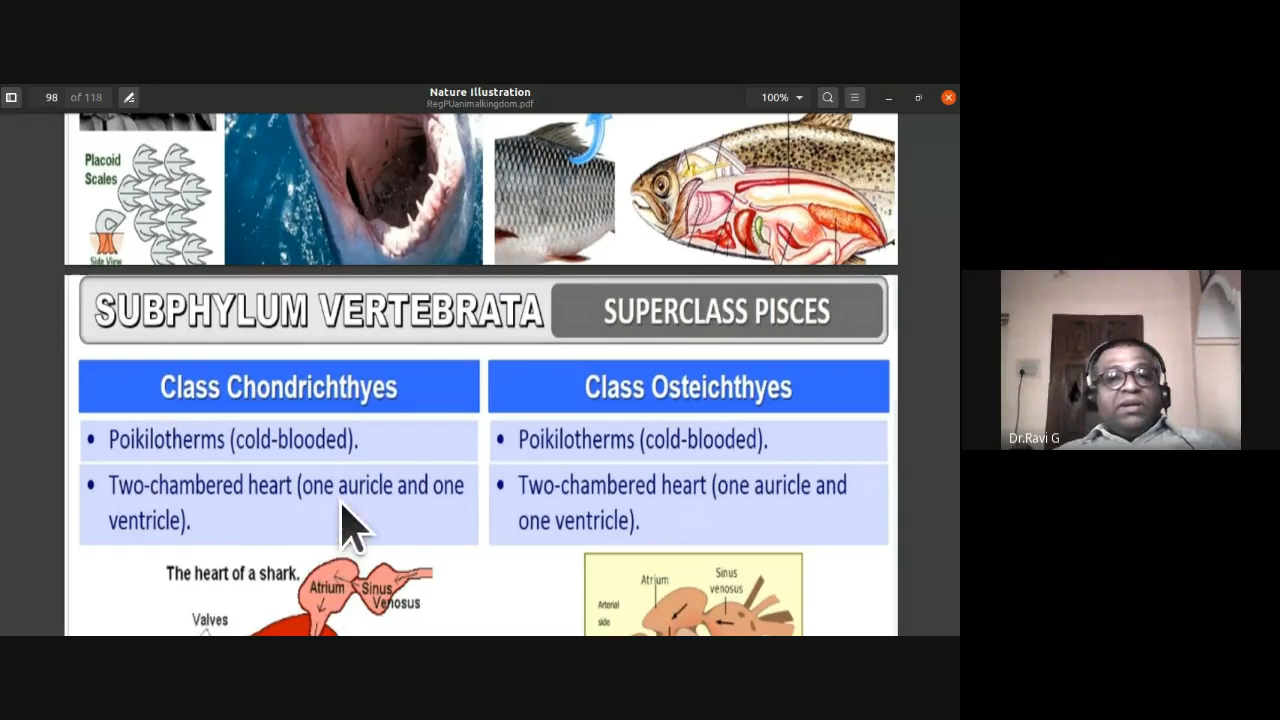 98 of 118
Nature Illustration
RegPUanimalkingdom.pdf
100%
Placoid
Scales
Side View
SUBPHYLUM VERTEBRATA
SUPERCLASS PISCES
Class Chondrichthyes
Class Osteichthyes
• Poikilotherms (cold-blooded).
• Poikilotherms (cold-blooded).
• Two-chambered heart (one auricle and one
ventricle).
• Two-chambered heart (one auricle and
one ventricle).
The heart of a shark.
Atrium
Sinus
Venosus
Valves
Atrium
Sinus
venosus
Arterial
side
Dr.Ravi G